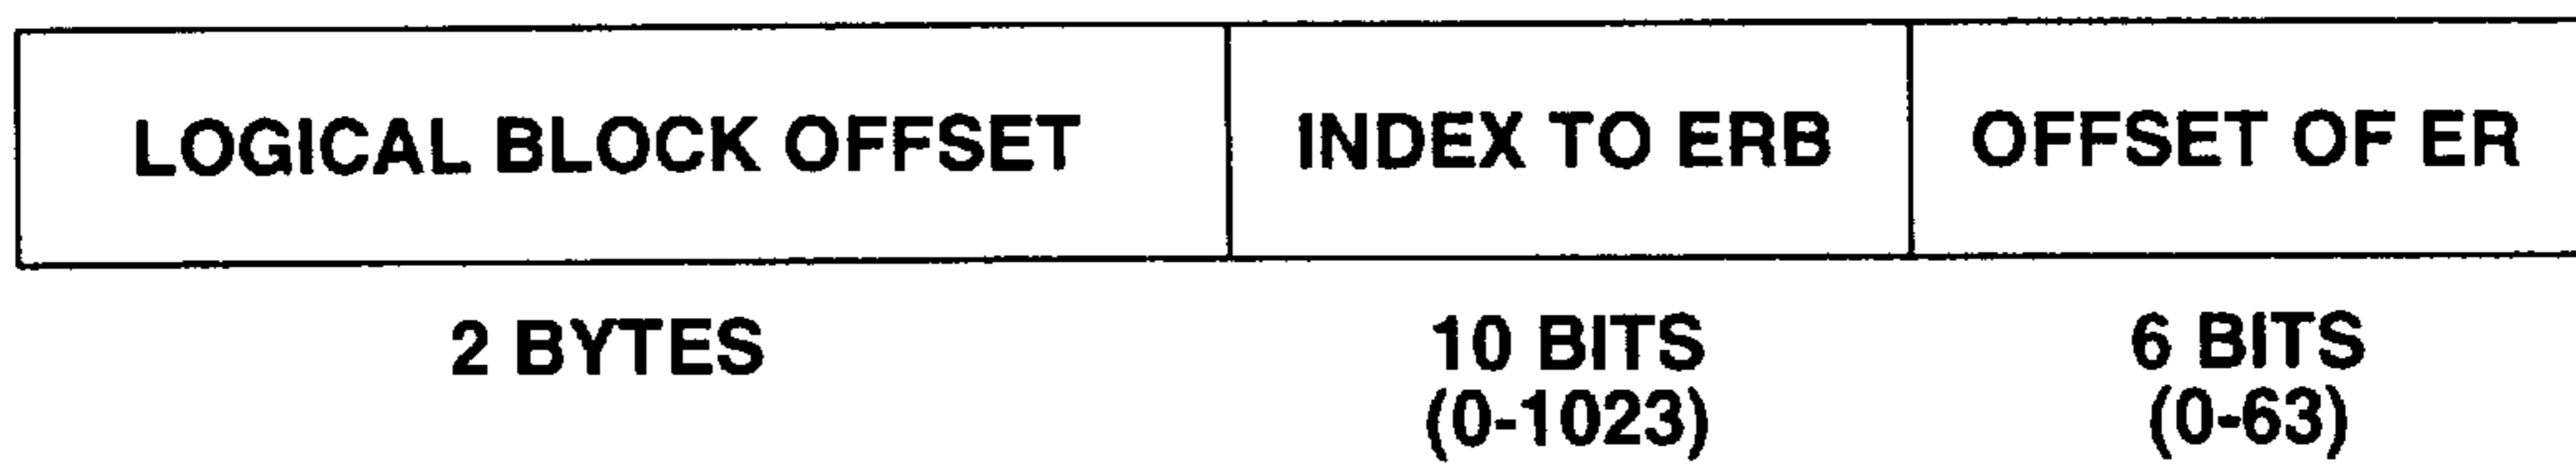 LOGICAL BLOCK OFFSET INDEX TO ERB OFFSET OF ER
2 BYTES 10 BITS 6 BITS
(0-1023) (0-63)